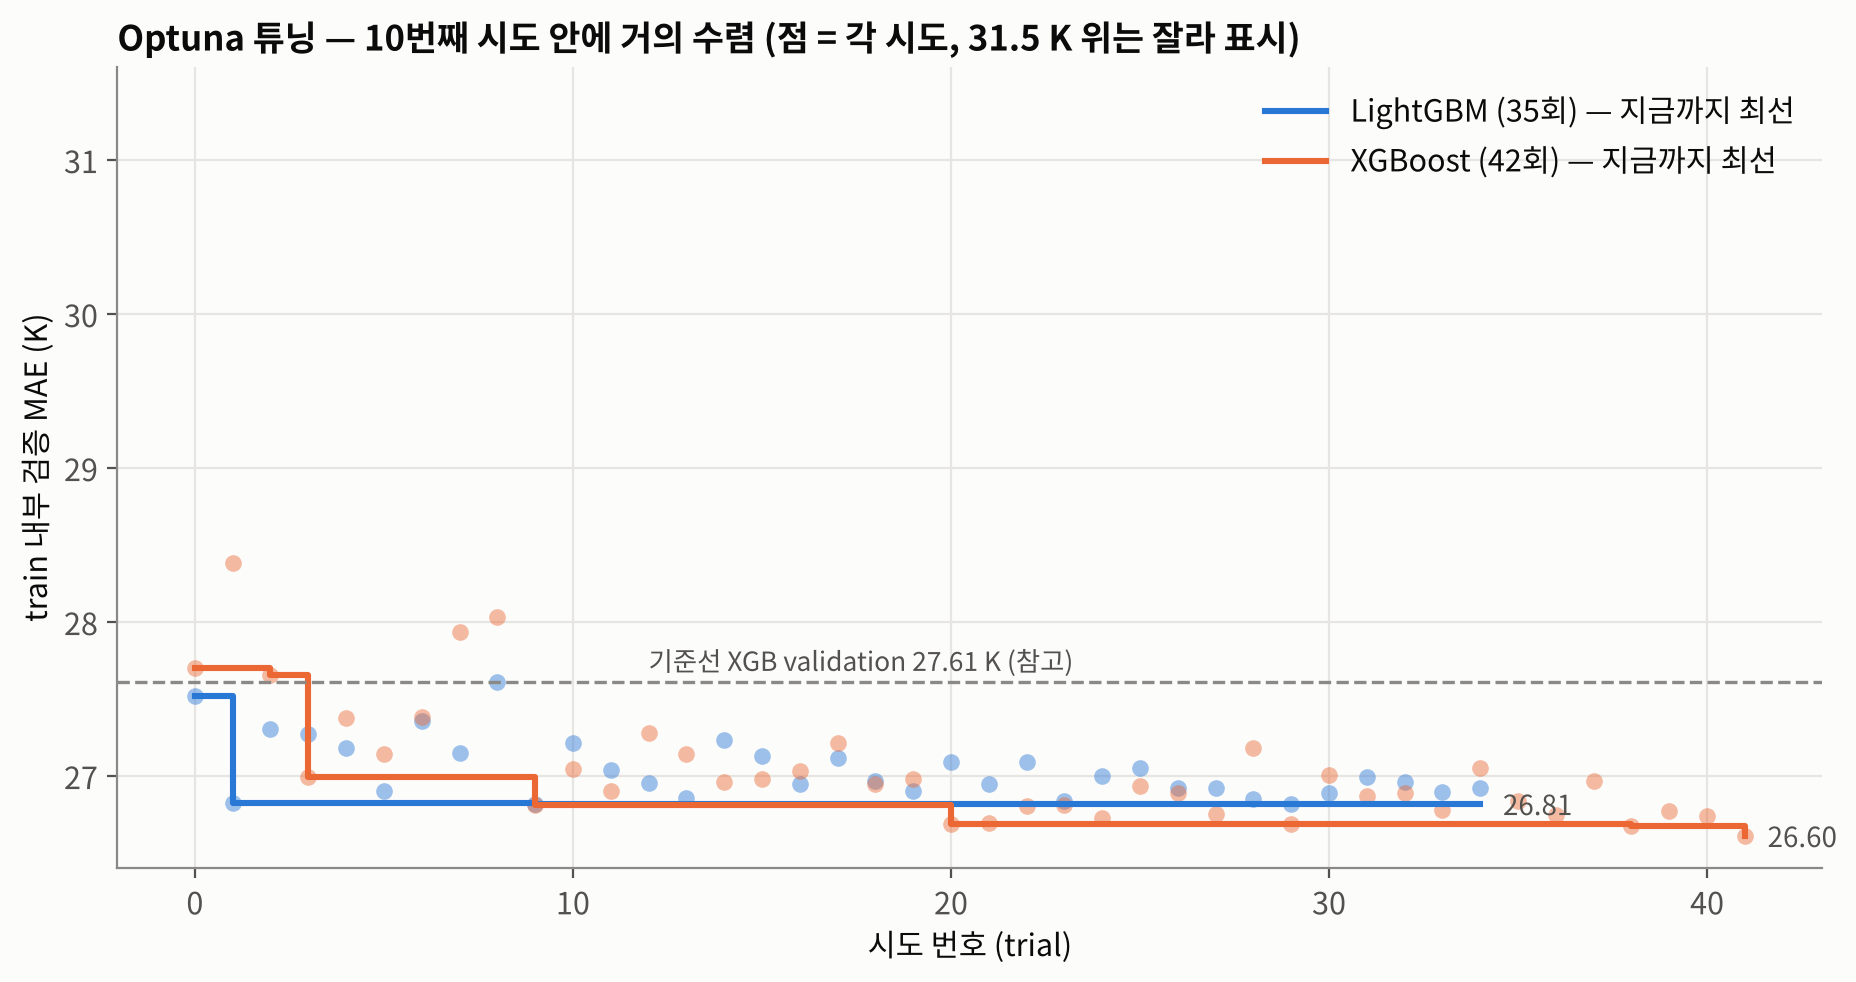 Optuna 튜닝 — 10번째 시도 안에 거의 수렴 (점 = 각 시도, 31.5 K 위는 잘라 표시)
LightGBM (35회) — 지금까지 최선
XGBoost (42회) — 지금까지 최선
train 내부 검증 MAE (K)
31
30
29
28
27
기준선 XGB validation 27.61 K (참고)
26.81
26.60
0
10
20
30
40
시도 번호 (trial)